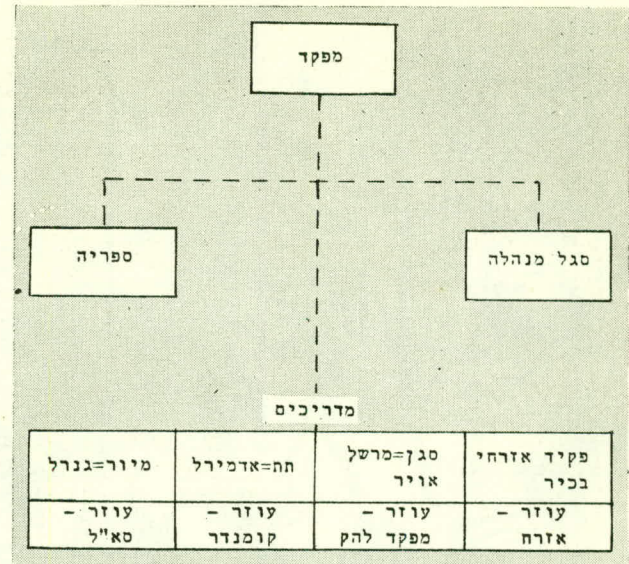 מפקד
סגל מנהלה
ספריה
מדריכים
פקיד אזרחי
בכיר
סגן=מרשל
אויר
תת=אדמירל
מיור=גנרל
עוזר –
אזרח
עוזר –
מפקד להק
עוזר –
קומנדר
עוזר –
סא"ל